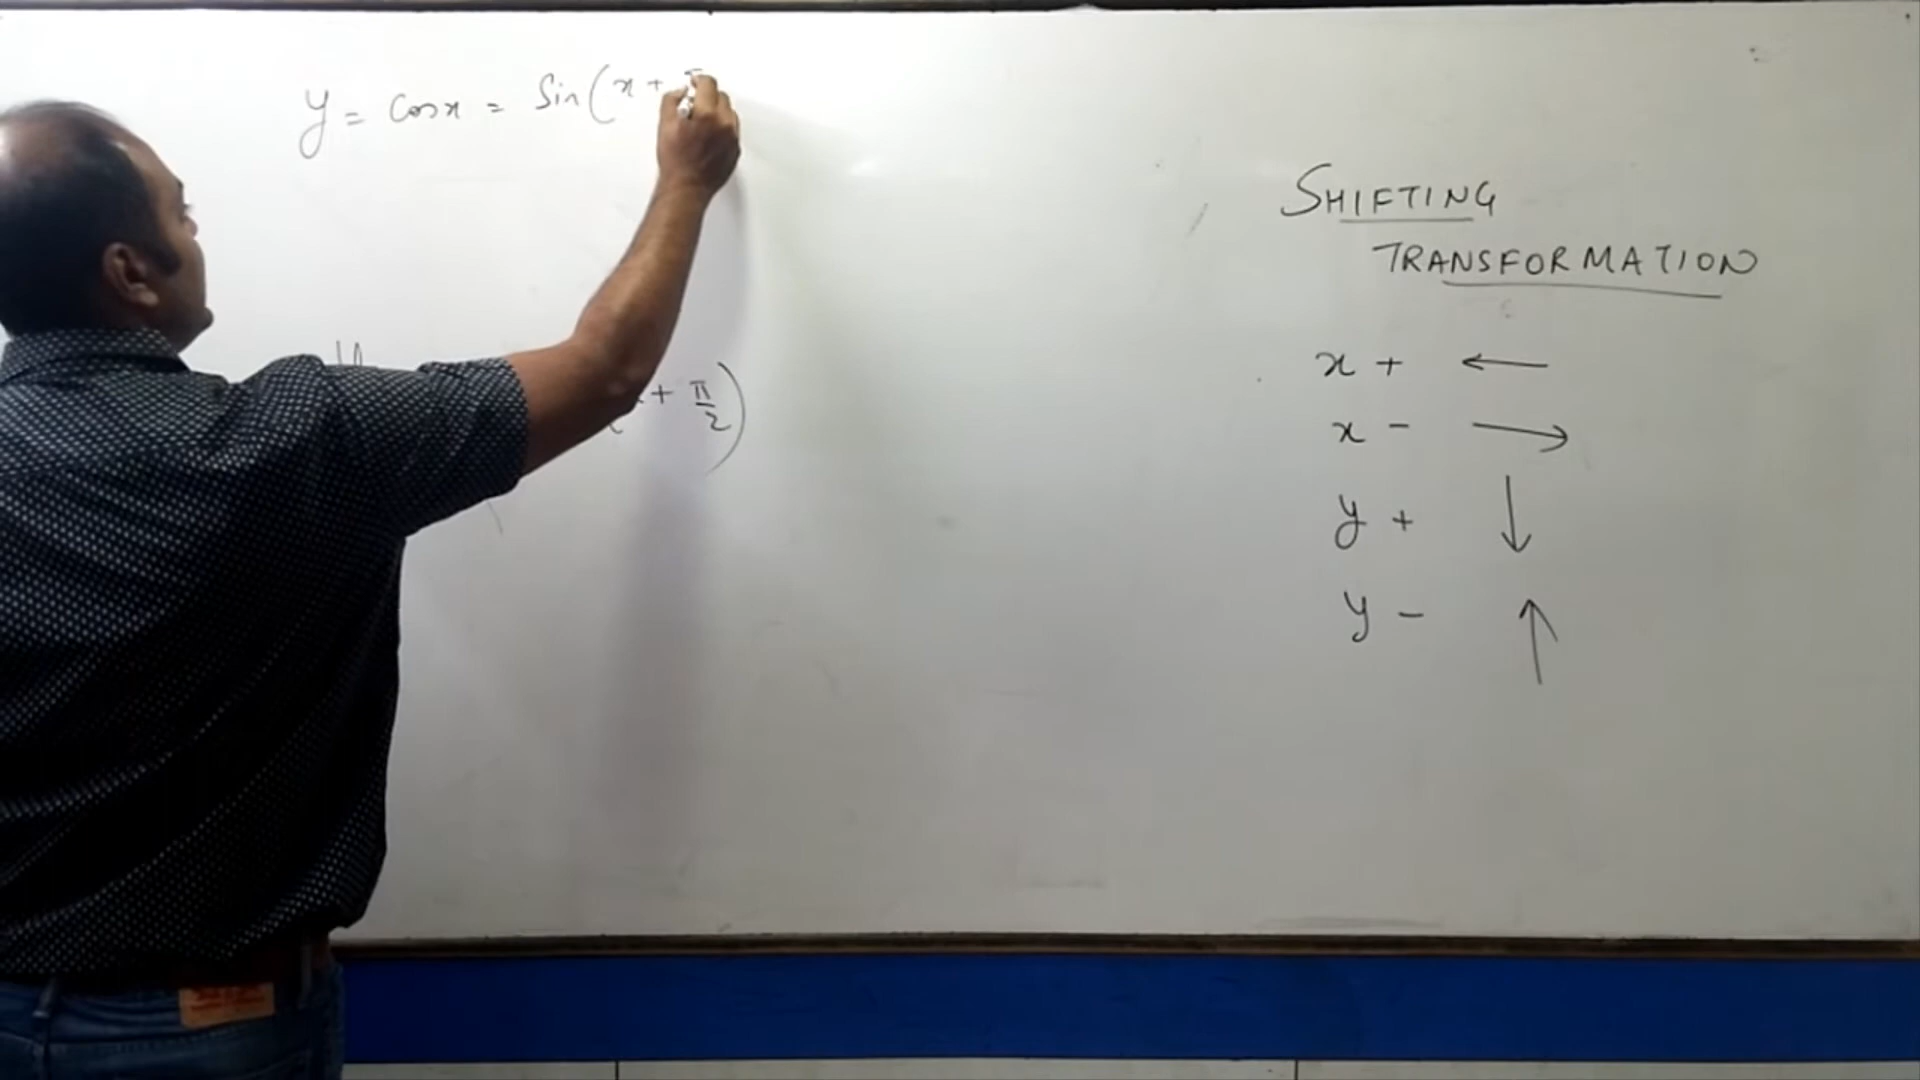 y = cosx = Sin(x +
+ π/2)
SHIFTING
TRANSFORMATION
x + ←
x - →
y + ↓
y - ↑